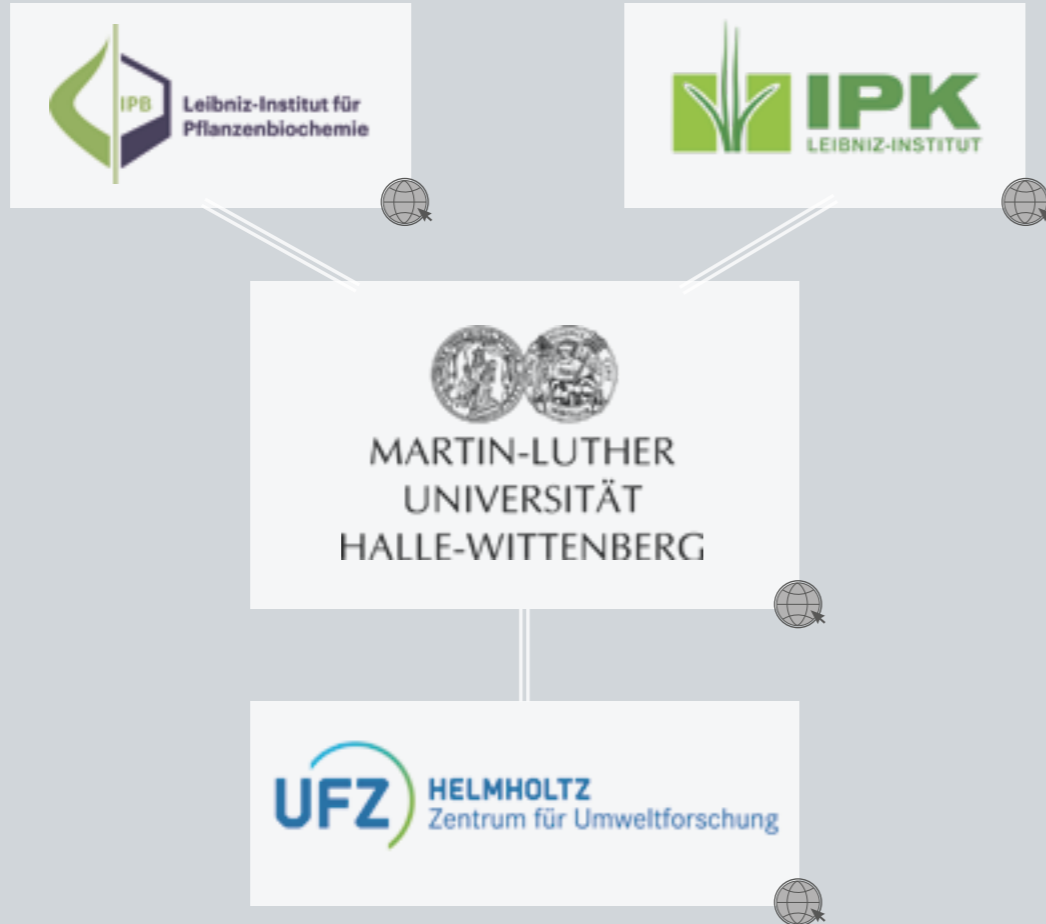 IPB
Leibniz-Institut für
Pflanzenbiochemie
IPK
LEIBNIZ-INSTITUT
MARTIN-LUTHER
UNIVERSITÄT
HALLE-WITTENBERG
UFZ
HELMHOLTZ
Zentrum für Umweltforschung